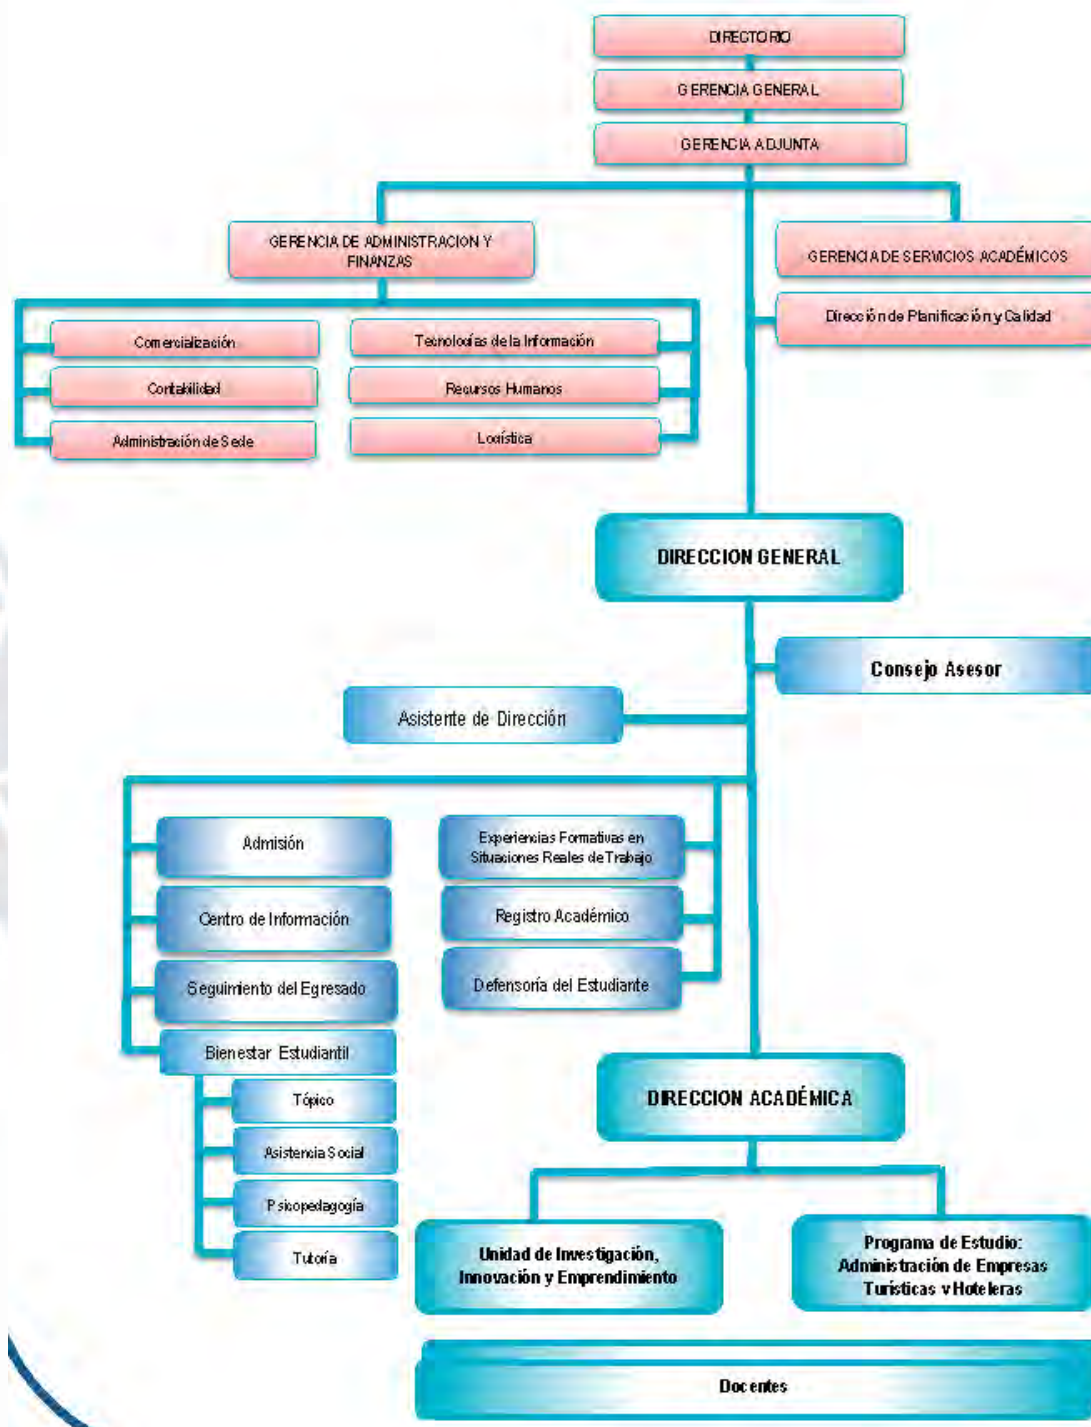 DIRECTORIO
GERENCIA GENERAL
GERENCIA ADJUNTA
GERENCIA DE ADMINISTRACION Y
FINANZAS
GERENCIA DE SERVICIOS ACADÉMICOS
Dirección de Planificación y Calidad
Comercialización
Tecnologías de la Información
Contabilidad
Recursos Humanos
Administración de Sede
Logística
DIRECCION GENERAL
Consejo Asesor
Asistente de Dirección
Admisión
Experiencias Formativas en
Situaciones Reales de Trabajo
Centro de Información
Registro Académico
Seguimiento del Egresado
Defensoría del Estudiante
Bienestar Estudiantil
Tópico
Asistencia Social
Psicopedagogía
Tutoría
DIRECCION ACADÉMICA
Unidad de Investigación,
Innovación y Emprendimiento
Programa de Estudio:
Administración de Empresas
Turísticas y Hoteleras
Docentes